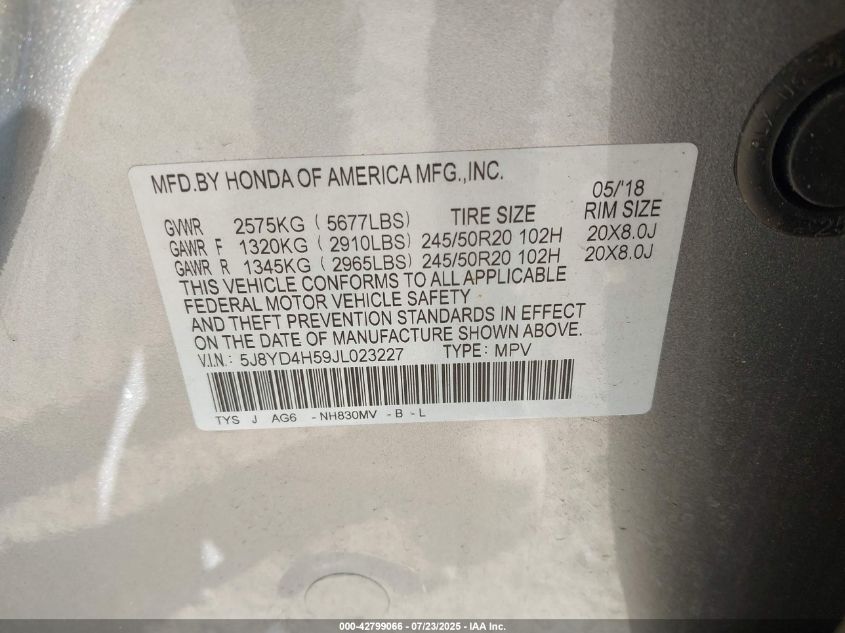 MFD.BY HONDA OF AMERICA MFG.,INC.
05/'18
GVWR 2575KG ( 5677LBS) TIRE SIZE RIM SIZE
GAWR F 1320KG ( 2910LBS) 245/50R20 102H 20X8.0J
GAWR R 1345KG ( 2965LBS) 245/50R20 102H 20X8.0J
THIS VEHICLE CONFORMS TO ALL APPLICABLE
FEDERAL MOTOR VEHICLE SAFETY
AND THEFT PREVENTION STANDARDS IN EFFECT
ON THE DATE OF MANUFACTURE SHOWN ABOVE.
V.I.N.: 5J8YD4H59JL023227 TYPE: MPV
TYS J AG6 -NH830MV -B -L
000-42799066 - 07/23/2025 - IAA Inc.